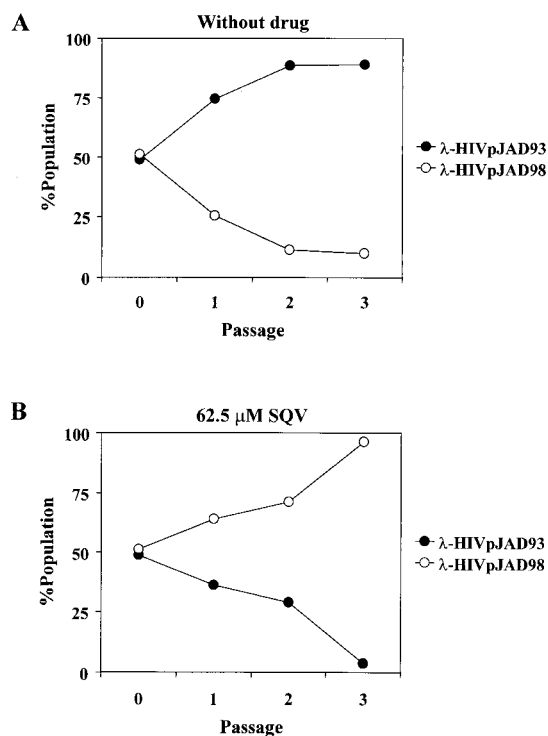 A
Without drug
100
75
50
25
0
%Population
0 1 2 3
Passage
λ-HIVpJAD93
λ-HIVpJAD98
B
62.5 μM SQV
100
75
50
25
0
%Population
0 1 2 3
Passage
λ-HIVpJAD93
λ-HIVpJAD98